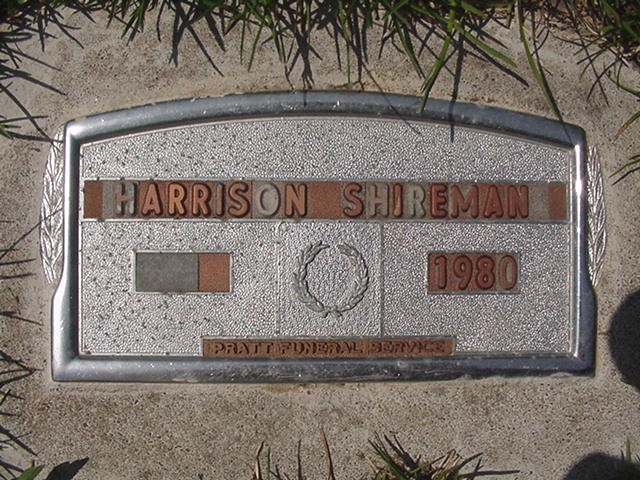 HARRISON SHIREMAN
1980
PRATT FUNERAL SERVICE